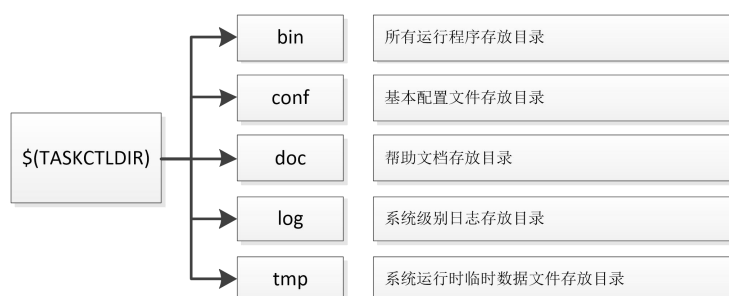 bin 所有运行程序存放目录
conf 基本配置文件存放目录
$(TASKCTLDIR) doc 帮助文档存放目录
log 系统级别日志存放目录
tmp 系统运行时临时数据文件存放目录